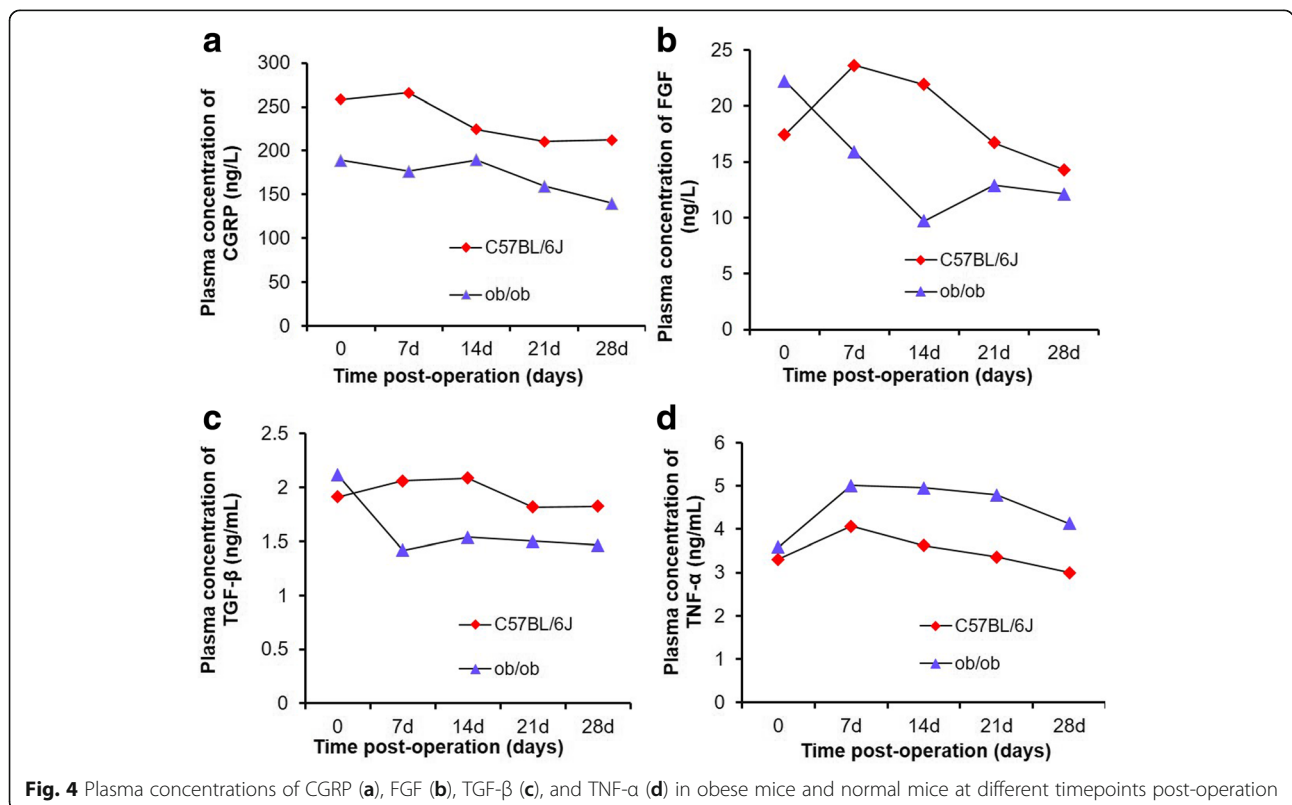 a
Plasma concentration of
CGRP (ng/L)
300
250
200
150
100
50
0
C57BL/6J
ob/ob
0 7d 14d 21d 28d
Time post-operation (days)
b
Plasma concentration of FGF
(ng/L)
25
20
15
10
5
0
C57BL/6J
ob/ob
0 7d 14d 21d 28d
Time post-operation (days)
c
Plasma concentration of
TGF-β (ng/mL)
2.5
2
1.5
1
0.5
0
C57BL/6J
ob/ob
0 7d 14d 21d 28d
Time post-operation (days)
d
Plasma concentration of
TNF-α (ng/mL)
6
5
4
3
2
1
0
C57BL/6J
ob/ob
0 7d 14d 21d 28d
Time post-operation (days)
Fig. 4 Plasma concentrations of CGRP (a), FGF (b), TGF-β (c), and TNF-α (d) in obese mice and normal mice at different timepoints post-operation